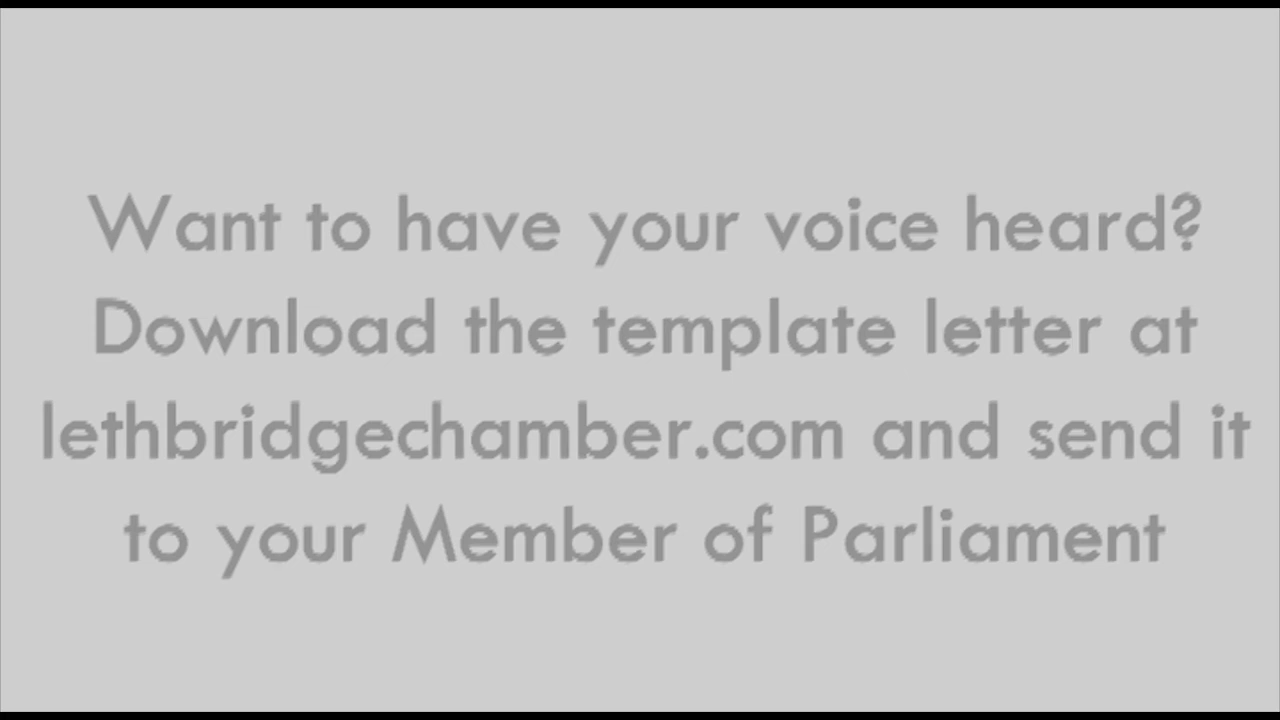 Want to have your voice heard?
Download the template letter at
lethbridgechamber.com and send it
to your Member of Parliament